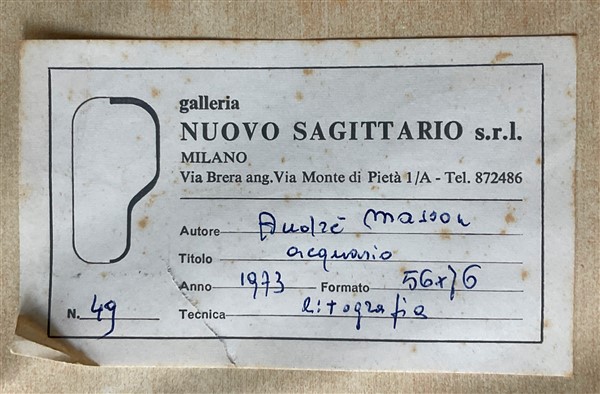 galleria
NUOVO SAGITTARIO s.r.l.
MILANO
Via Brera ang. Via Monte di Pietà 1/A - Tel. 872486
Autore André Masson
Titolo acquario
Anno 1973 Formato 56x76
N. 49 Tecnica litografia